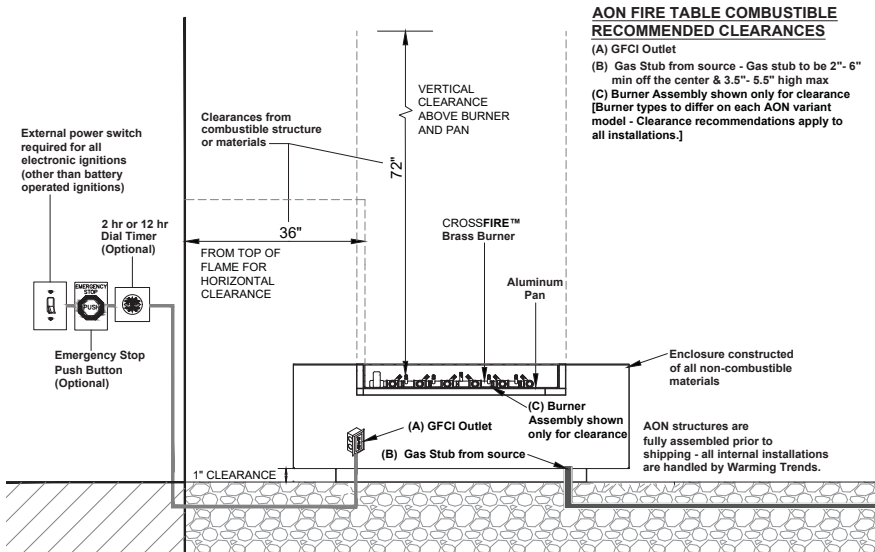 AON FIRE TABLE COMBUSTIBLE
RECOMMENDED CLEARANCES
(A) GFCI Outlet
(B) Gas Stub from source - Gas stub to be 2"- 6"
min off the center & 3.5"- 5.5" high max
(C) Burner Assembly shown only for clearance
[Burner types to differ on each AON variant
model - Clearance recommendations apply to
all installations.]
VERTICAL
CLEARANCE
ABOVE BURNER
AND PAN
72"
Clearances from
combustible structure
or materials
External power switch
required for all
electronic ignitions
(other than battery
operated ignitions)
2 hr or 12 hr
Dial Timer
(Optional)
36"
FROM TOP OF
FLAME FOR
HORIZONTAL
CLEARANCE
CROSSFIRE™
Brass Burner
Aluminum
Pan
EMERGENCY
STOP
PUSH
Emergency Stop
Push Button
(Optional)
Enclosure constructed
of all non-combustible
materials
(C) Burner
Assembly shown
only for clearance
(A) GFCI Outlet
(B) Gas Stub from source
AON structures are
fully assembled prior to
shipping - all internal installations
are handled by Warming Trends.
1" CLEARANCE